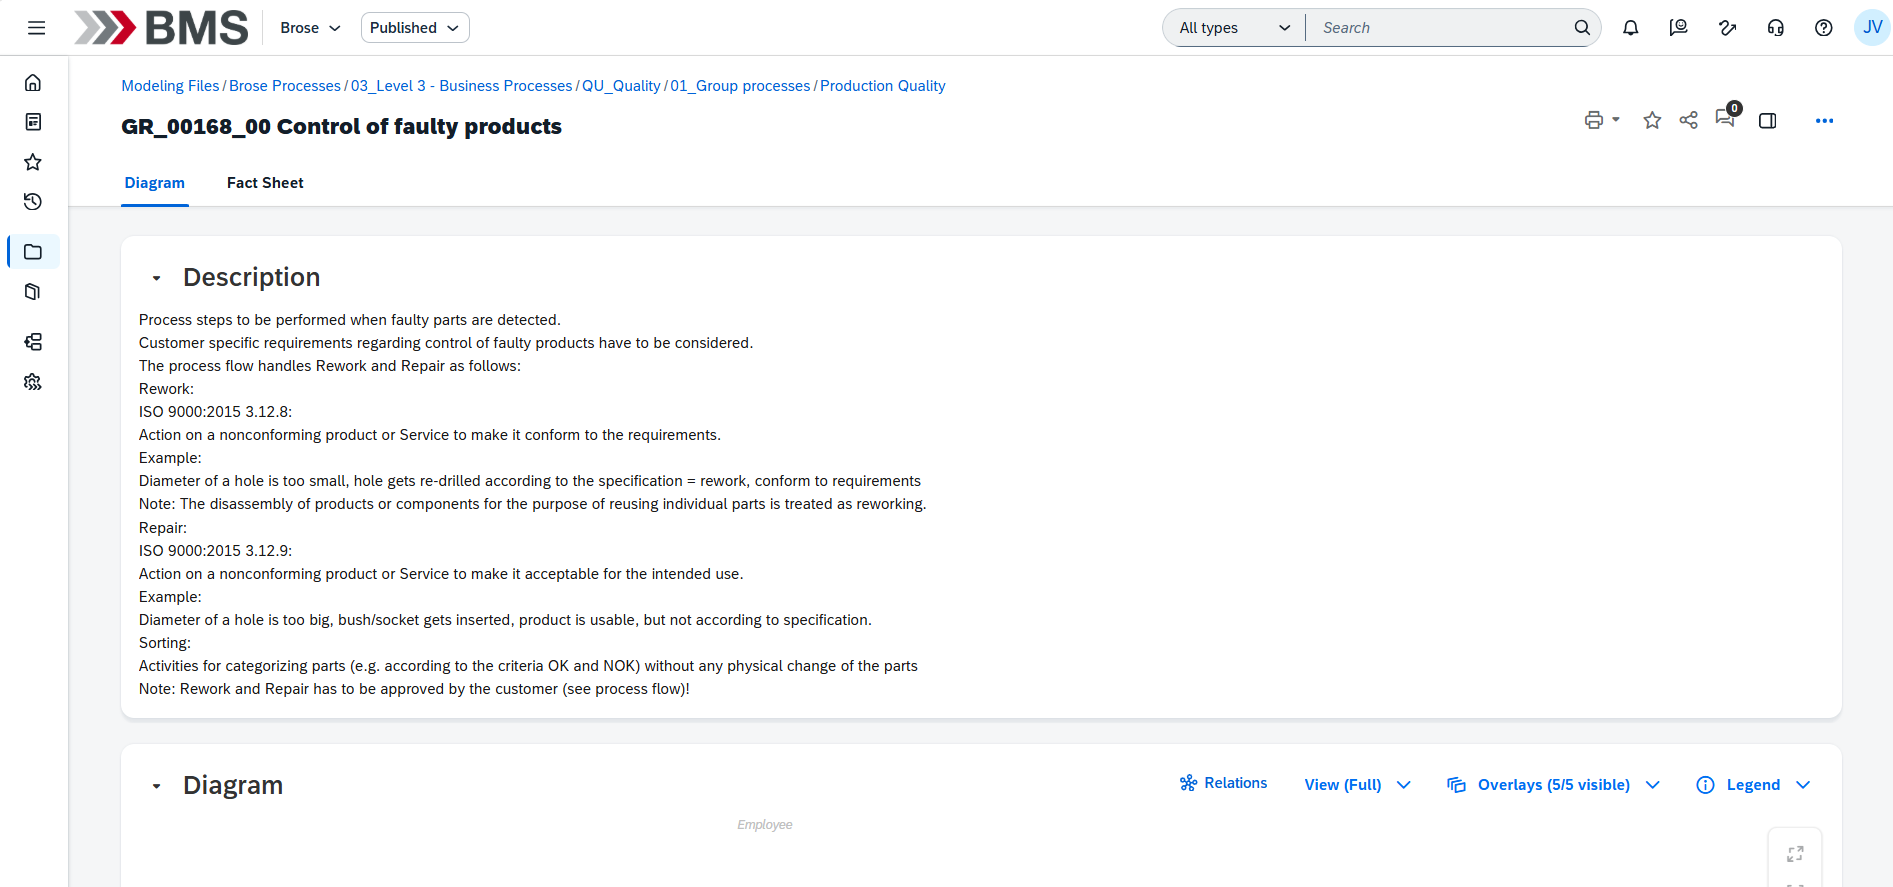 BMS
Brose
Published
All types
Search
JV
Modeling Files / Brose Processes / 03_Level 3 - Business Processes / QU_Quality / 01_Group processes / Production Quality
GR_00168_00 Control of faulty products
0
Diagram
Fact Sheet
Description
Process steps to be performed when faulty parts are detected.
Customer specific requirements regarding control of faulty products have to be considered.
The process flow handles Rework and Repair as follows:
Rework:
ISO 9000:2015 3.12.8:
Action on a nonconforming product or Service to make it conform to the requirements.
Example:
Diameter of a hole is too small, hole gets re-drilled according to the specification = rework, conform to requirements
Note: The disassembly of products or components for the purpose of reusing individual parts is treated as reworking.
Repair:
ISO 9000:2015 3.12.9:
Action on a nonconforming product or Service to make it acceptable for the intended use.
Example:
Diameter of a hole is too big, bush/socket gets inserted, product is usable, but not according to specification.
Sorting:
Activities for categorizing parts (e.g. according to the criteria OK and NOK) without any physical change of the parts
Note: Rework and Repair has to be approved by the customer (see process flow)!
Diagram
Relations
View (Full)
Overlays (5/5 visible)
Legend
Employee